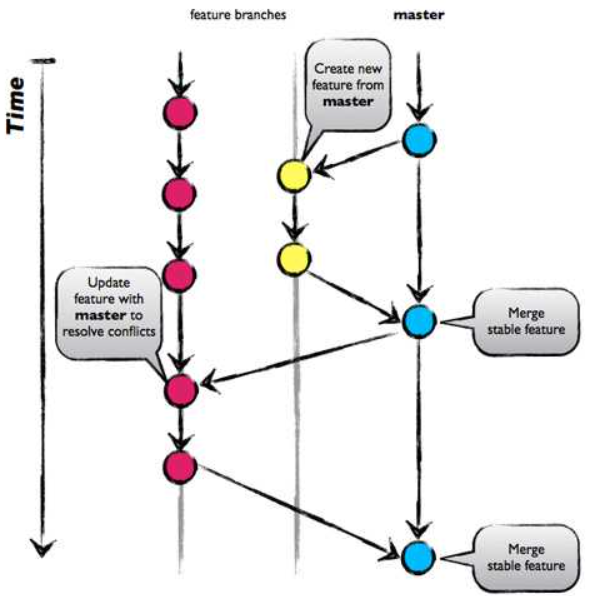 feature branches
master
Time
Create new
feature from
master
Update
feature with
master to
resolve conflicts
Merge
stable feature
Merge
stable feature